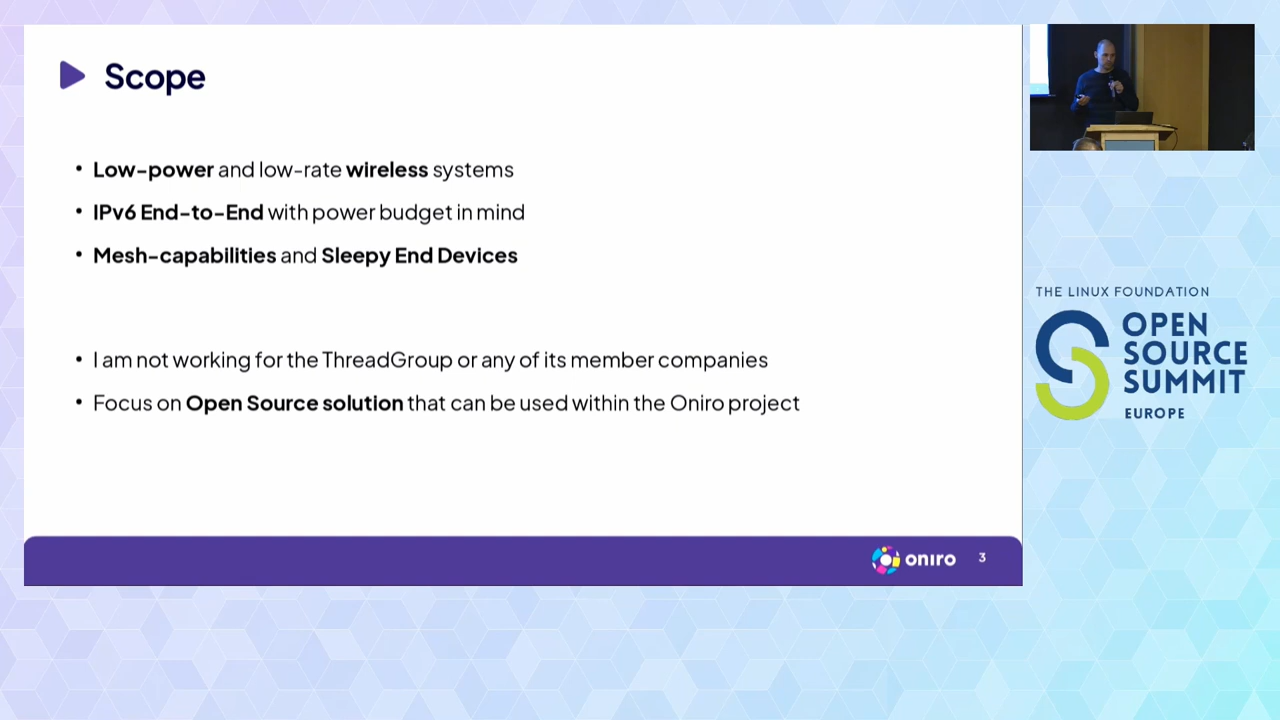 Scope
• Low-power and low-rate wireless systems
• IPv6 End-to-End with power budget in mind
• Mesh-capabilities and Sleepy End Devices
• I am not working for the ThreadGroup or any of its member companies
• Focus on Open Source solution that can be used within the Oniro project
oniro 3
THE LINUX FOUNDATION
OPEN
SOURCE
SUMMIT
EUROPE